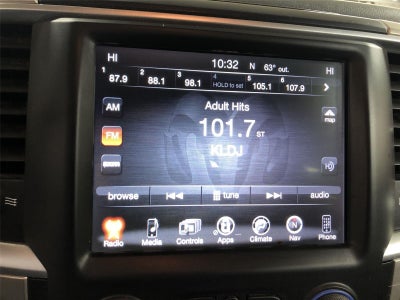 HI 10:32 N 63° out. HI
1 87.9 2 88.1 3 98.1 4 HOLD to set 5 105.1 6 107.9
AM Adult Hits
101.7 ST map
FM
KLDJ
browse tune audio
Radio Media Controls Apps Climate Nav Phone